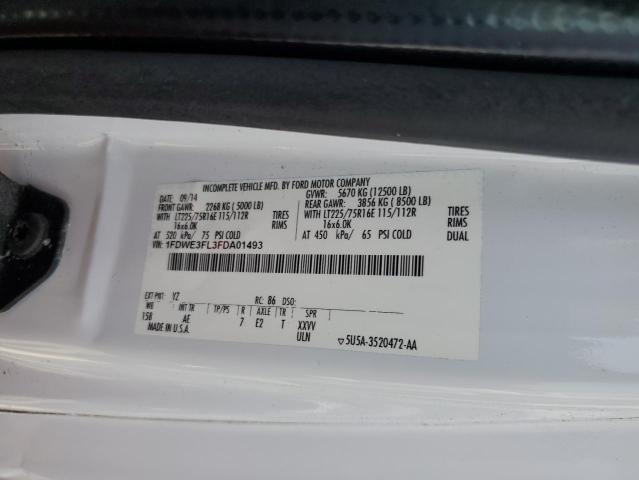 INCOMPLETE VEHICLE MFD. BY FORD MOTOR COMPANY
DATE: 09/14 GVWR: 5670 KG (12500 LB)
FRONT GAWR: 2268 KG (5000 LB) REAR GAWR: 3856 KG (8500 LB)
WITH LT225/75R16E 115/112R TIRES WITH LT225/75R16E 115/112R TIRES
16x6.0K RIMS 16x6.0K RIMS
AT 520 kPa/ 75 PSI COLD AT 450 kPa/ 65 PSI COLD DUAL
VIN: 1FDWE3FL3FDA01493
EXT PNT: YZ RC: 86 DSO:
WB INT TR TP/PS R AXLE TR SPR
158 AE 7 E2 T XXVV
MADE IN U.S.A. ULN 5U5A-3520472-AA